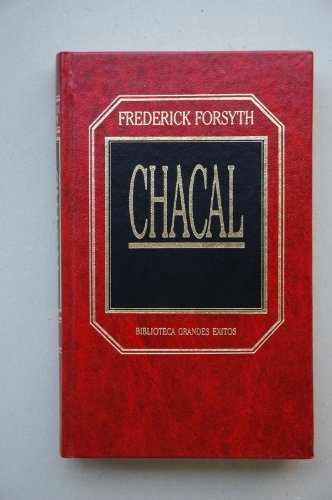 FREDERICK FORSYTH
CHACAL
BIBLIOTECA GRANDES EXITOS